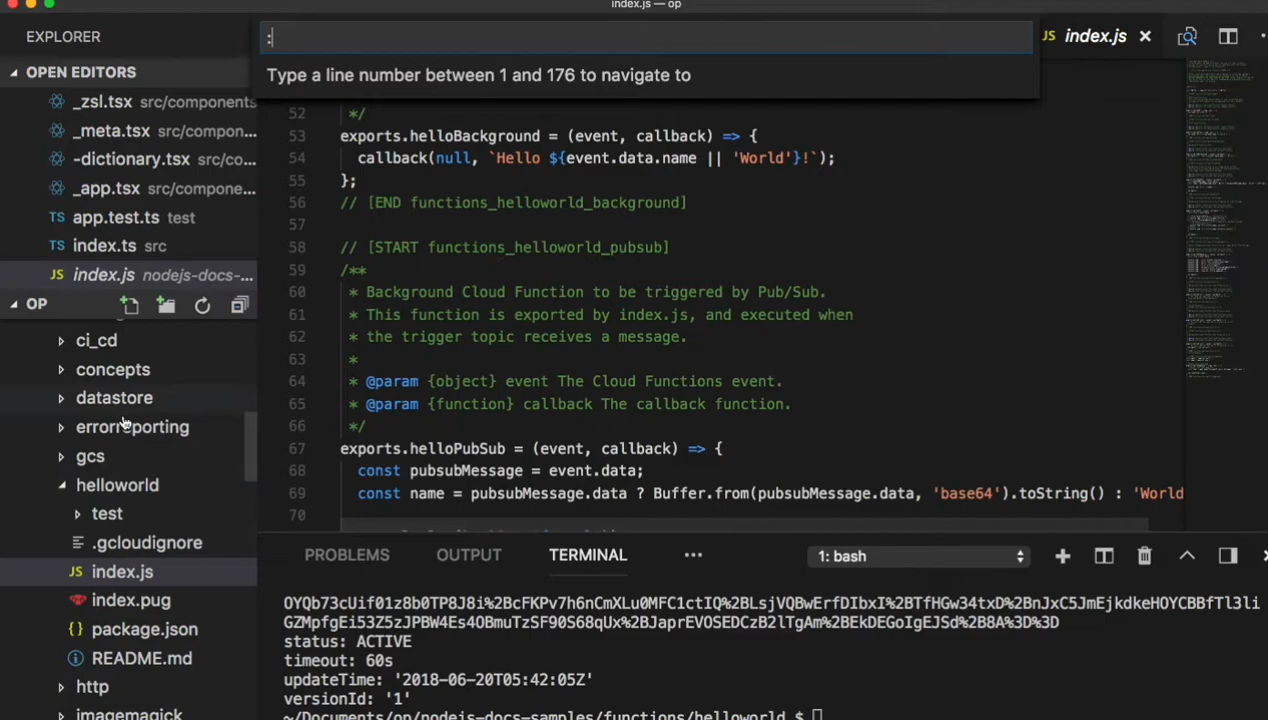 index.js — op
EXPLORER
OPEN EDITORS
_zsl.tsx src/components
_meta.tsx src/compon...
-dictionary.tsx src/co...
_app.tsx src/compone...
TS app.test.ts test
TS index.ts src
JS index.js nodejs-docs-...
OP
ci_cd
concepts
datastore
errorreporting
gcs
helloworld
test
.gcloudignore
JS index.js
index.pug
{} package.json
README.md
http
imagemagick
:
Type a line number between 1 and 176 to navigate to
JS index.js
52 */
53 exports.helloBackground = (event, callback) => {
54 callback(null, `Hello ${event.data.name || 'World'}!`);
55 };
56 // [END functions_helloworld_background]
57
58 // [START functions_helloworld_pubsub]
59 /**
60 * Background Cloud Function to be triggered by Pub/Sub.
61 * This function is exported by index.js, and executed when
62 * the trigger topic receives a message.
63 *
64 * @param {object} event The Cloud Functions event.
65 * @param {function} callback The callback function.
66 */
67 exports.helloPubSub = (event, callback) => {
68 const pubsubMessage = event.data;
69 const name = pubsubMessage.data ? Buffer.from(pubsubMessage.data, 'base64').toString() : 'World
70
PROBLEMS OUTPUT TERMINAL ... 1: bash
OYQb73cUif01z8b0TP8J8i%2BcFKPv7h6nCmXLu0MFC1ctIQ%2BLsjVQBwErfDIbxI%2BTfHGw34txD%2BnJxC5JmEjkdkeHOYCBBfTl3li
GZMpfgEi53Z5zJPBW4Es4OBmuTzSF90S68qUx%2BJaprEVOSEDCzB2lTgAm%2BEkDEGoIgEJSd%2B8A%3D%3D
status: ACTIVE
timeout: 60s
updateTime: '2018-06-20T05:42:05Z'
versionId: '1'
~/Documents/op/nodejs-docs-samples/functions/helloworld $